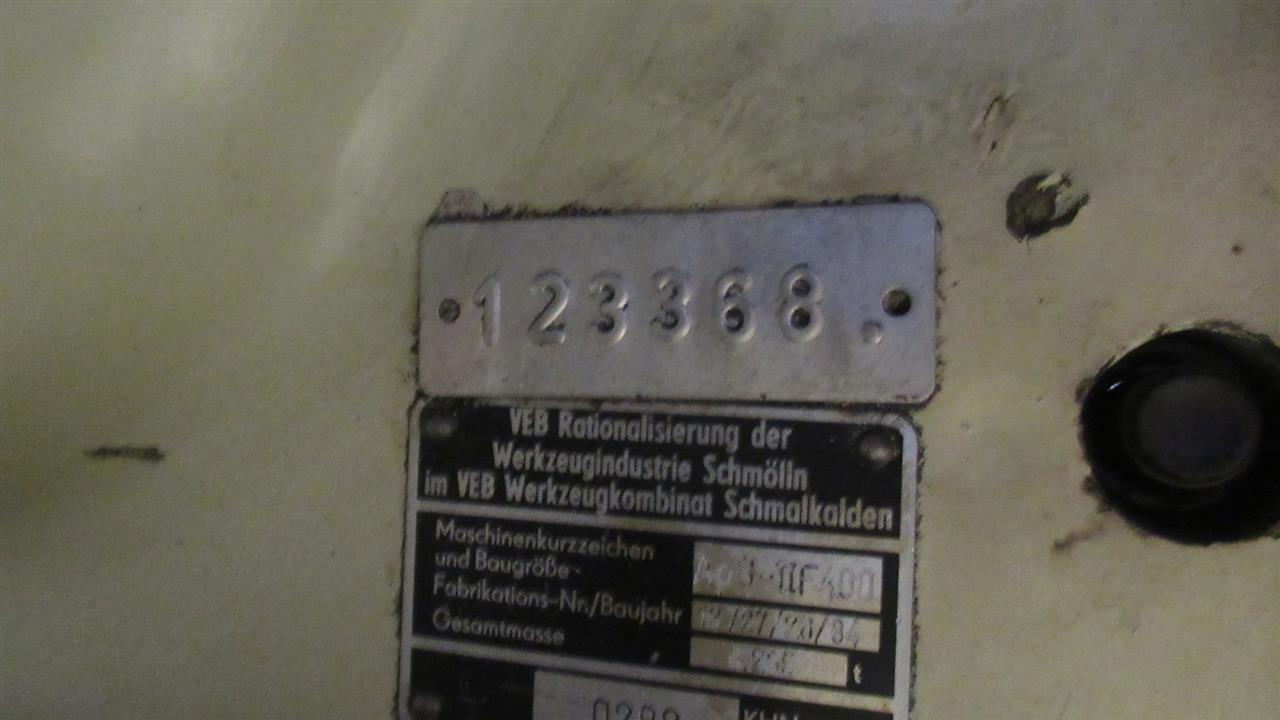 123368.
VEB Rationalisierung der
Werkzeugindustrie Schmölln
im VEB Werkzeugkombinat Schmalkalden
Maschinenkurzzeichen
und Baugröße
Fabrikations-Nr./Baujahr
Gesamtmasse
t